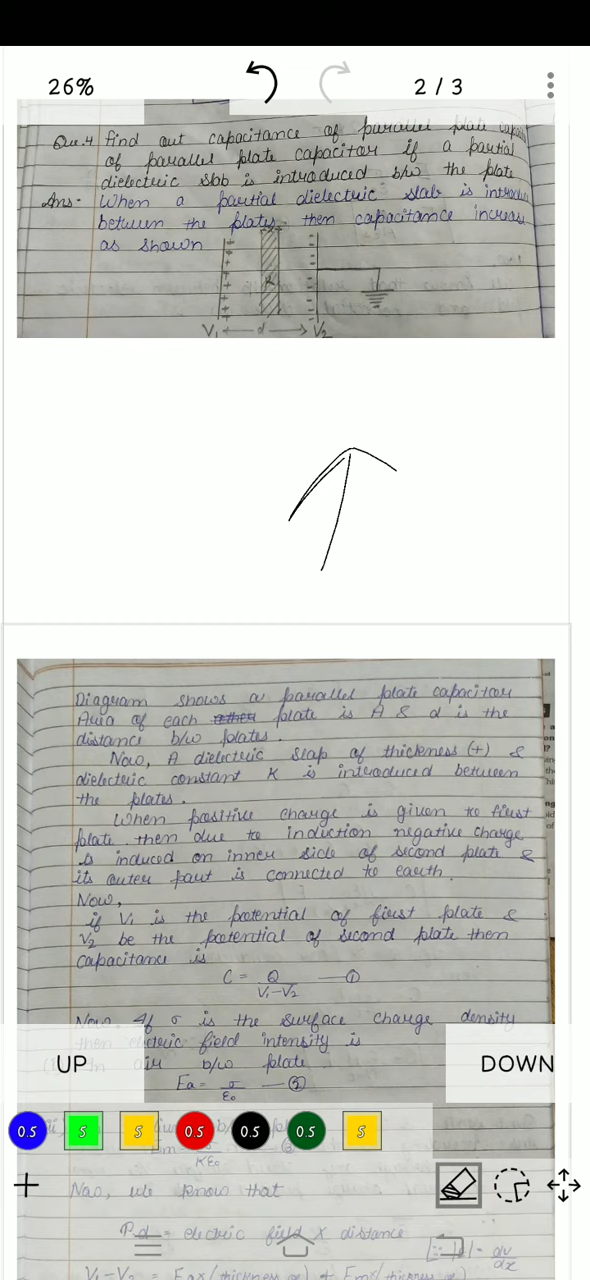 26%
2 / 3
Que.4 find out capacitance of parallel plate
of parallel plate capacitor if a partial
dielectric slab is introduced b/w the plate
Ans- When a partial dielectric slab is
between the plates then capacitance
as shown
K
V1 d V2
Diagram shows a parallel plate capacitor
Area of each plate is A & d is the
distance b/w plates.
Now, A dielectric slap of thickness (t) &
dielectric constant K is introduced between
the plates.
When positive charge is given to first
plate then due to induction negative charge
is induced on inner side of second plate &
its outer part is connected to earth.
Now,
if V1 is the potential of first plate &
V2 be the potential of second plate then
capacitance is
C = Q/V1-V2 — ①
Now, If σ is the surface charge density
then electric field intensity is
air b/w plate
UP
DOWN
Ea = σ/ε0 — ②
0.5 5 5 0.5 0.5 0.5 5
Kε0
Nao, we know that
P.d = electric field x distance
dv/dx
V1-V2 =